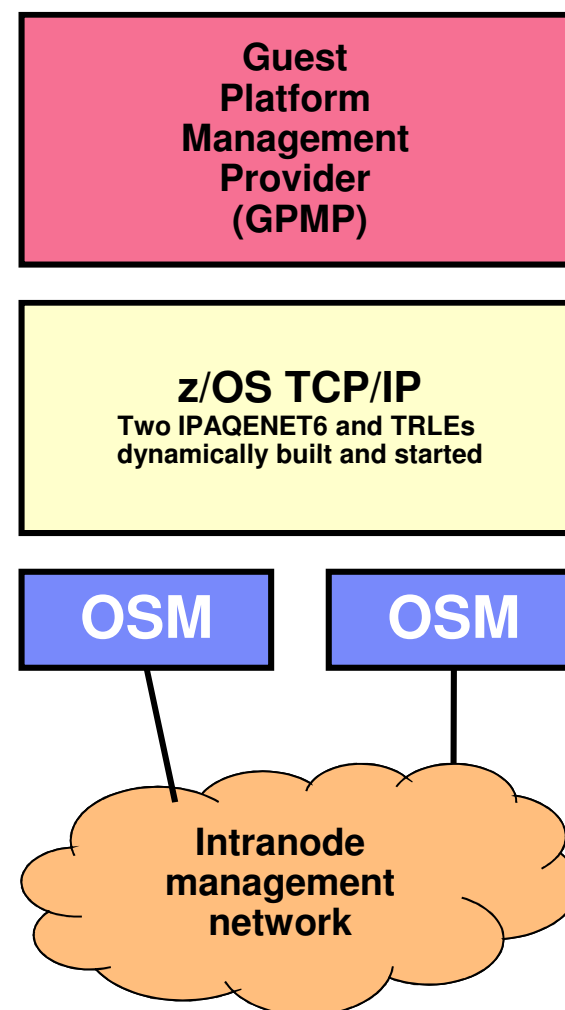 Guest
Platform
Management
Provider
(GPMP)
z/OS TCP/IP
Two IPAQENET6 and TRLEs
dynamically built and started
OSM
OSM
Intranode
management
network